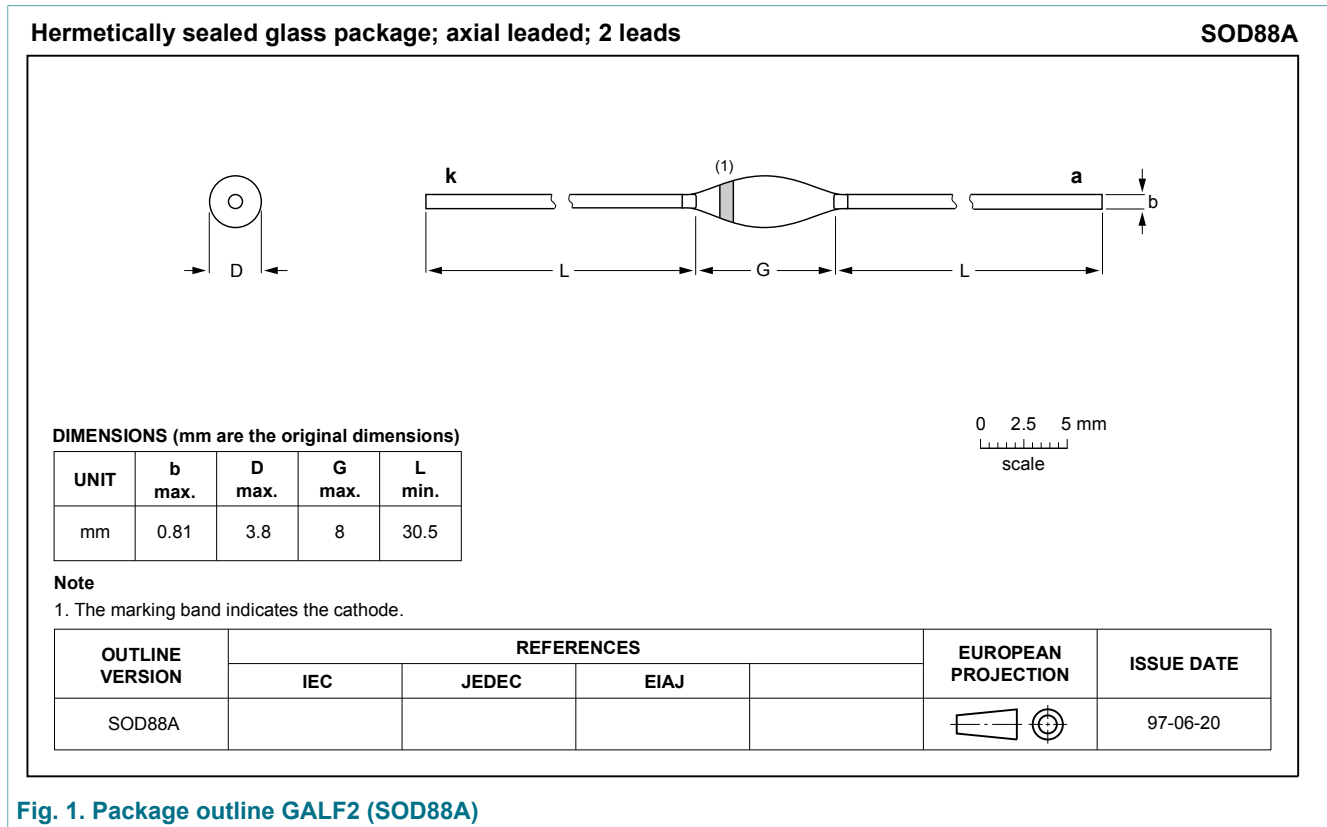 Hermetically sealed glass package; axial leaded; 2 leads SOD88A
k (1) a
b
D L G L
0 2.5 5 mm
scale
DIMENSIONS (mm are the original dimensions)
UNIT b max. D max. G max. L min.
mm 0.81 3.8 8 30.5
Note
1. The marking band indicates the cathode.
OUTLINE VERSION REFERENCES EUROPEAN PROJECTION ISSUE DATE
IEC JEDEC EIAJ
SOD88A 97-06-20
Fig. 1. Package outline GALF2 (SOD88A)